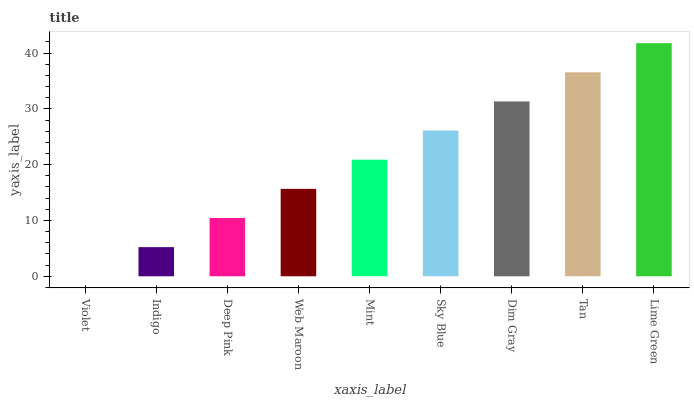 title
yaxis_label
40
30
20
10
0
Violet
Indigo
Deep Pink
Web Maroon
Mint
Sky Blue
Dim Gray
Tan
Lime Green
xaxis_label